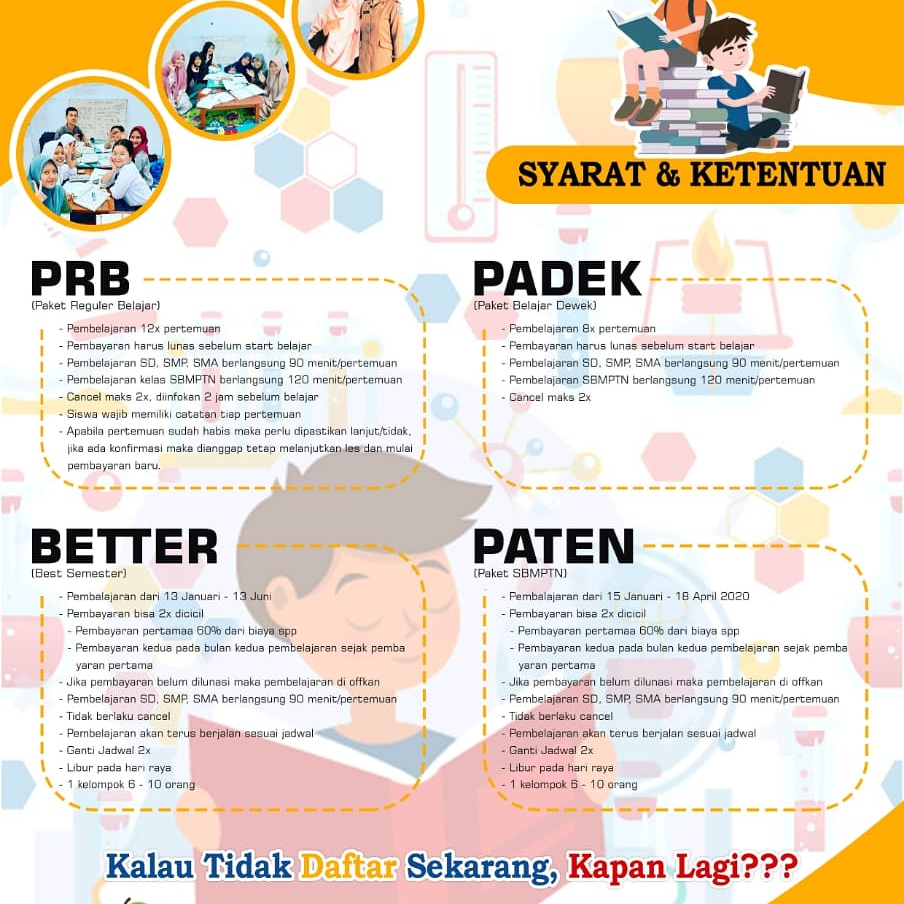 SYARAT & KETENTUAN
PRB
(Paket Reguler Belajar)
- Pembelajaran 12x pertemuan
- Pembayaran harus lunas sebelum start belajar
- Pembelajaran SD, SMP, SMA berlangsung 90 menit/pertemuan
- Pembelajaran kelas SBMPTN berlangsung 120 menit/pertemuan
- Cancel maks 2x, diinfokan 2 jam sebelum belajar
- Siswa wajib memiliki catatan tiap pertemuan
- Apabila pertemuan sudah habis maka perlu dipastikan lanjut/tidak,
jika ada konfirmasi maka dianggap tetap melanjutkan les dan mulai
pembayaran baru.
PADEK
(Paket Belajar Dewek)
- Pembelajaran 8x pertemuan
- Pembayaran harus lunas sebelum start belajar
- Pembelajaran SD, SMP, SMA berlangsung 90 menit/pertemuan
- Pembelajaran SBMPTN berlangsung 120 menit/pertemuan
- Cancel maks 2x
BETTER
(Best Semester)
- Pembalajaran dari 13 Januari - 13 Juni
- Pembayaran bisa 2x dicicil
- Pembayaran pertamaa 60% dari biaya spp
- Pembayaran kedua pada bulan kedua pembelajaran sejak pemba
yaran pertama
- Jika pembayaran belum dilunasi maka pembelajaran di offkan
- Pembelajaran SD, SMP, SMA berlangsung 90 menit/pertemuan
- Tidak berlaku cancel
- Pembelajaran akan terus berjalan sesuai jadwal
- Ganti Jadwal 2x
- Libur pada hari raya
- 1 kelompok 6 - 10 orang
PATEN
(Paket SBMPTN)
- Pembalajaran dari 15 Januari - 18 April 2020
- Pembayaran bisa 2x dicicil
- Pembayaran pertamaa 60% dari biaya spp
- Pembayaran kedua pada bulan kedua pembelajaran sejak pemba
yaran pertama
- Jika pembayaran belum dilunasi maka pembelajaran di offkan
- Pembelajaran SD, SMP, SMA berlangsung 90 menit/pertemuan
- Tidak berlaku cancel
- Pembelajaran akan terus berjalan sesuai jadwal
- Ganti Jadwal 2x
- Libur pada hari raya
- 1 kelompok 6 - 10 orang
Kalau Tidak Daftar Sekarang, Kapan Lagi???